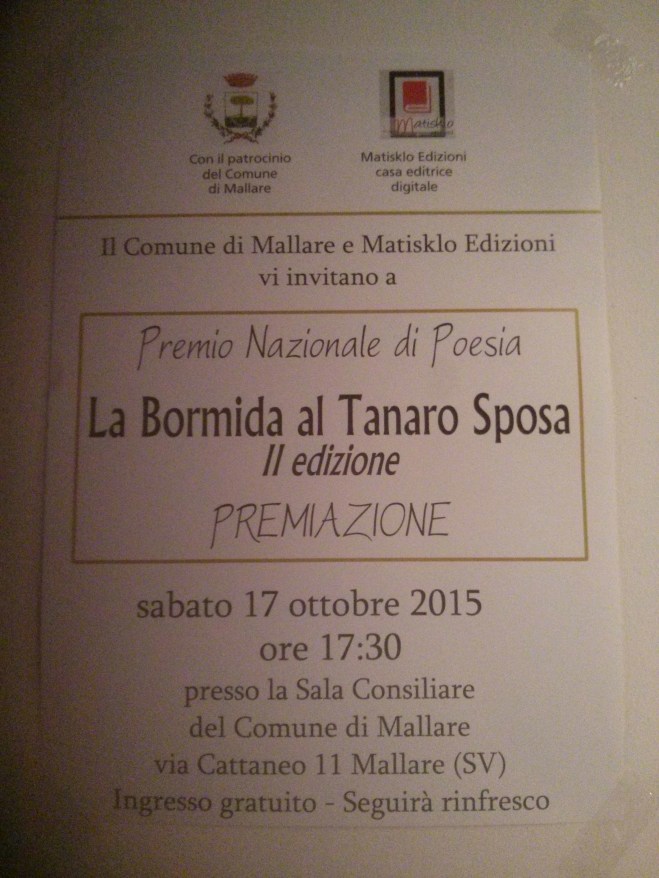 Con il patrocinio
del Comune
di Mallare
Matisklo
Matisklo Edizioni
casa editrice
digitale
Il Comune di Mallare e Matisklo Edizioni
vi invitano a
Premio Nazionale di Poesia
La Bormida al Tanaro Sposa
II edizione
PREMIAZIONE
sabato 17 ottobre 2015
ore 17:30
presso la Sala Consiliare
del Comune di Mallare
via Cattaneo 11 Mallare (SV)
Ingresso gratuito - Seguirà rinfresco